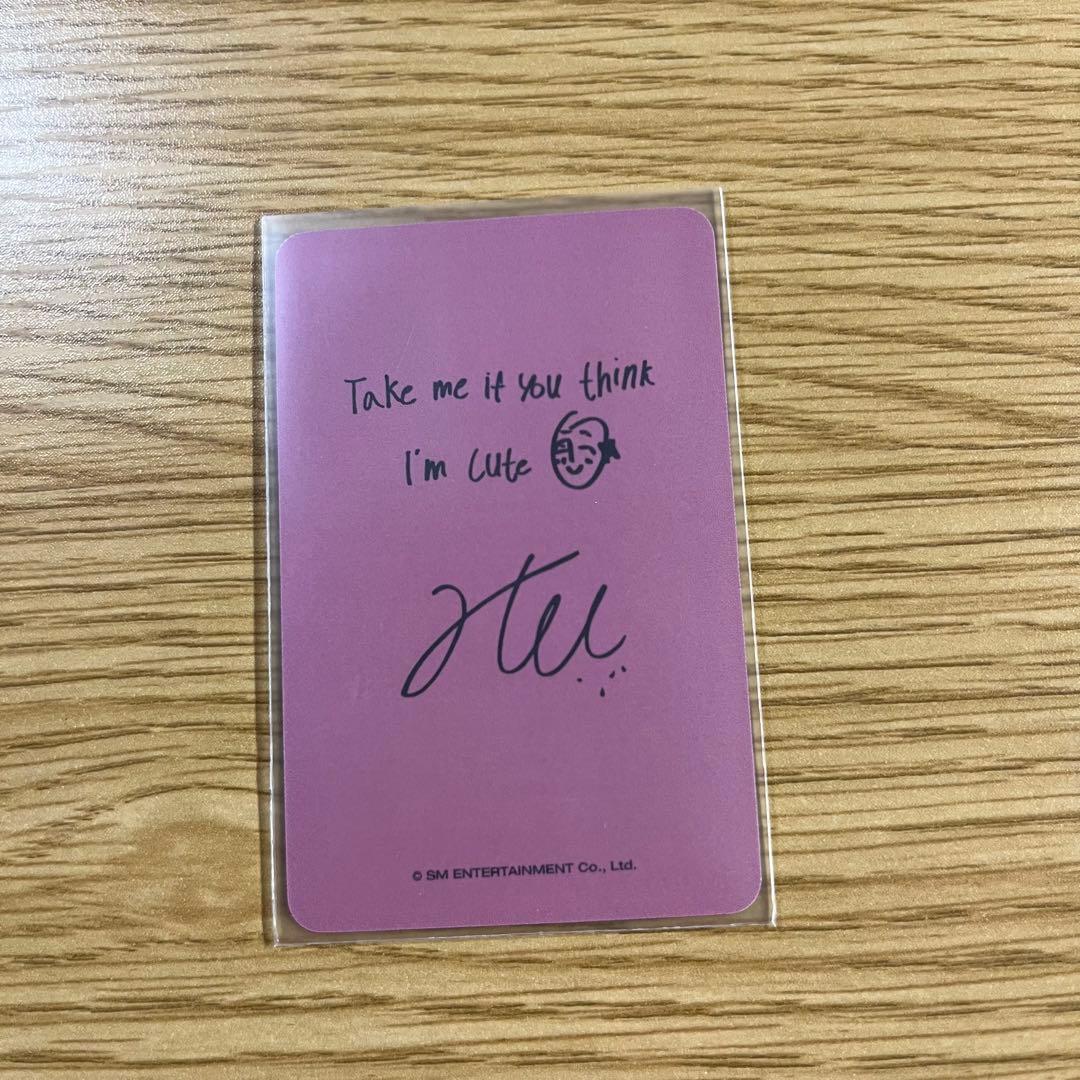 Take me if you think
I'm cute
© SM ENTERTAINMENT Co., Ltd.